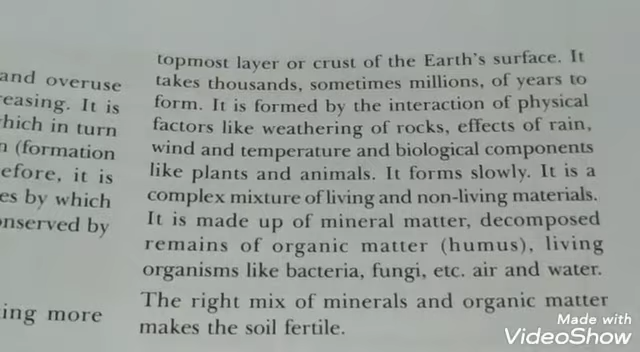 and overuse
reasing. It is
hich in turn
n (formation
efore, it is
es by which
onserved by
ing more
topmost layer or crust of the Earth's surface. It
takes thousands, sometimes millions, of years to
form. It is formed by the interaction of physical
factors like weathering of rocks, effects of rain,
wind and temperature and biological components
like plants and animals. It forms slowly. It is a
complex mixture of living and non-living materials.
It is made up of mineral matter, decomposed
remains of organic matter (humus), living
organisms like bacteria, fungi, etc. air and water.
The right mix of minerals and organic matter
makes the soil fertile.
Made with
VideoShow